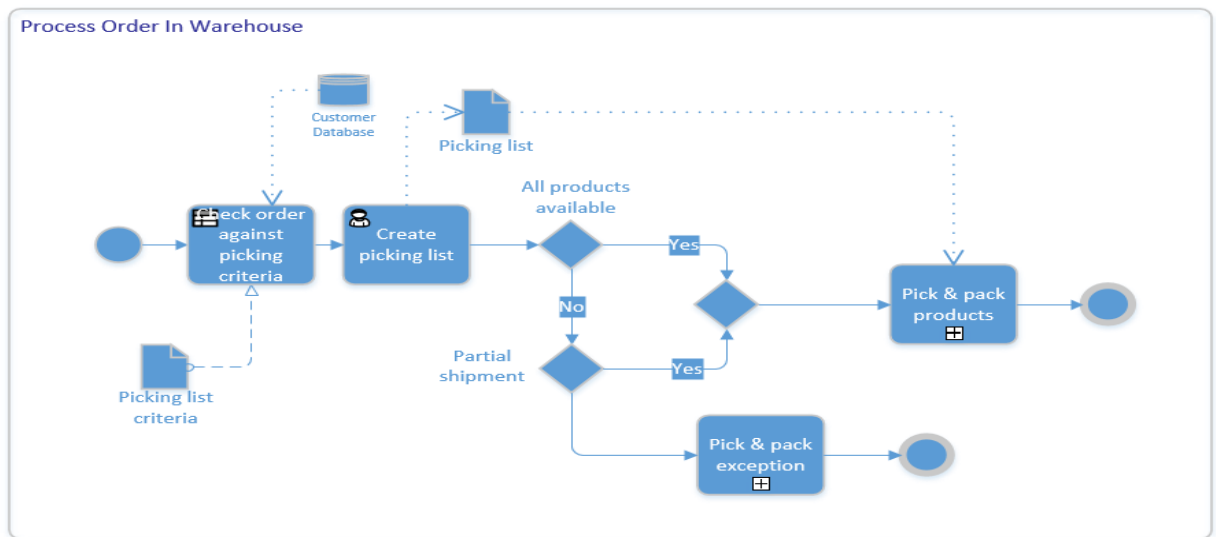 Process Order In Warehouse
Customer
Database
Picking list
All products
available
Check order
against
picking
criteria
Create
picking list
Yes
No
Pick & pack
products
Partial
shipment
Yes
Picking list
criteria
Pick & pack
exception